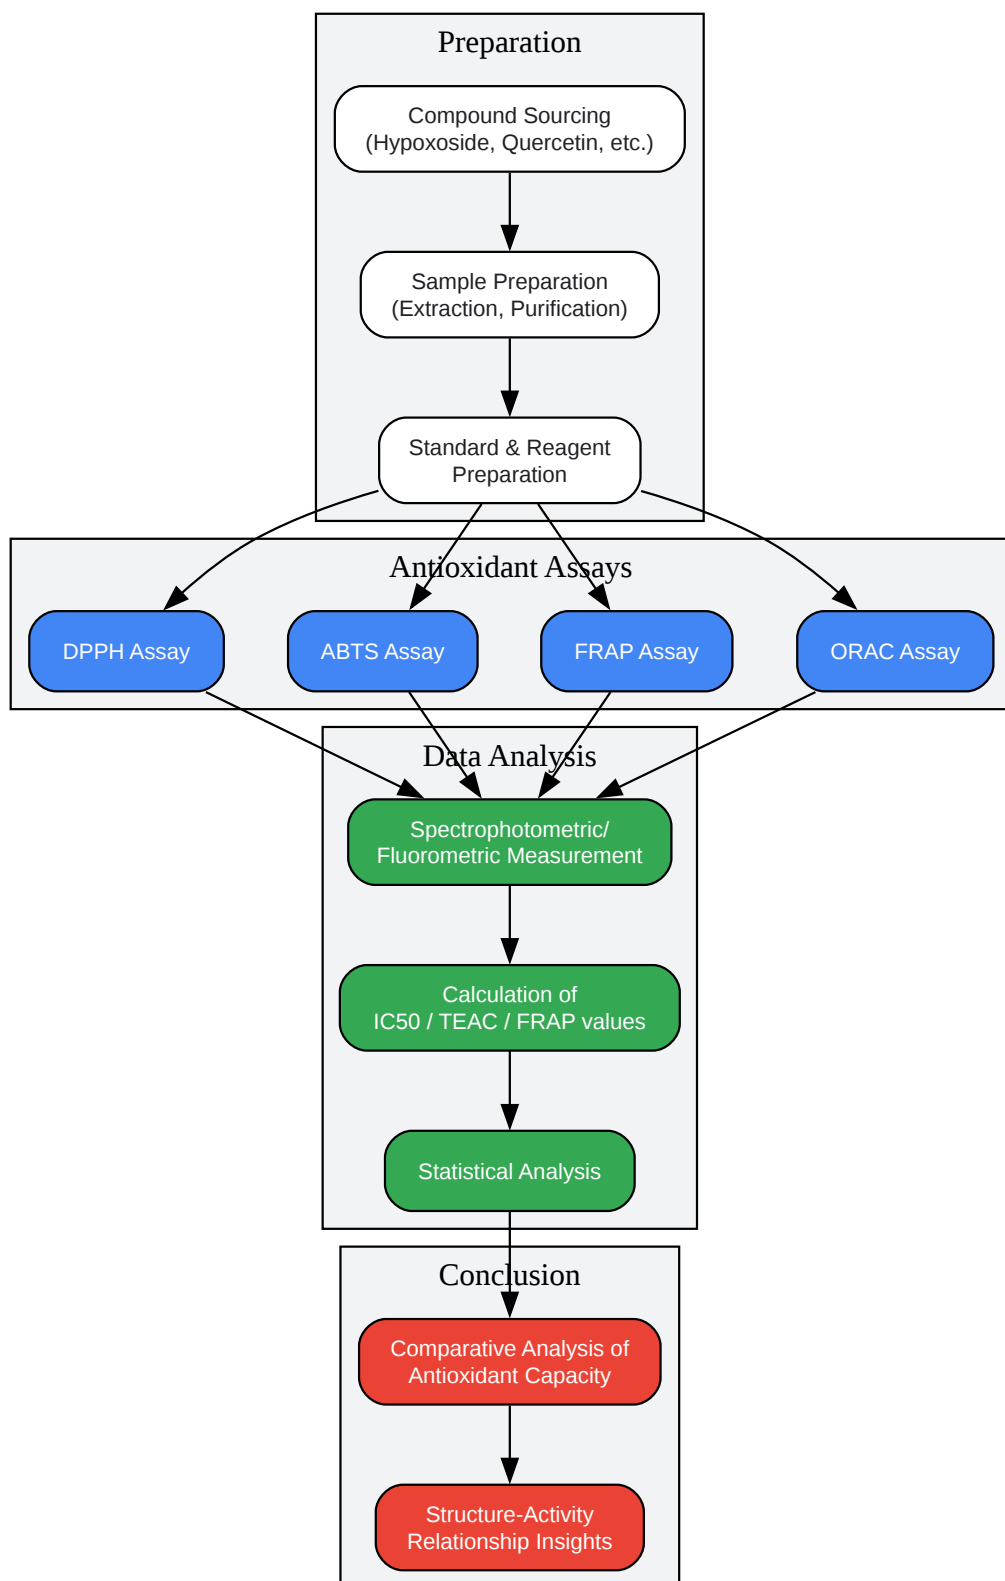 Preparation
Compound Sourcing
(Hypoxoside, Quercetin, etc.)
Sample Preparation
(Extraction, Purification)
Standard & Reagent
Preparation
Antioxidant Assays
DPPH Assay
ABTS Assay
FRAP Assay
ORAC Assay
Data Analysis
Spectrophotometric/
Fluorometric Measurement
Calculation of
IC50 / TEAC / FRAP values
Statistical Analysis
Conclusion
Comparative Analysis of
Antioxidant Capacity
Structure-Activity
Relationship Insights